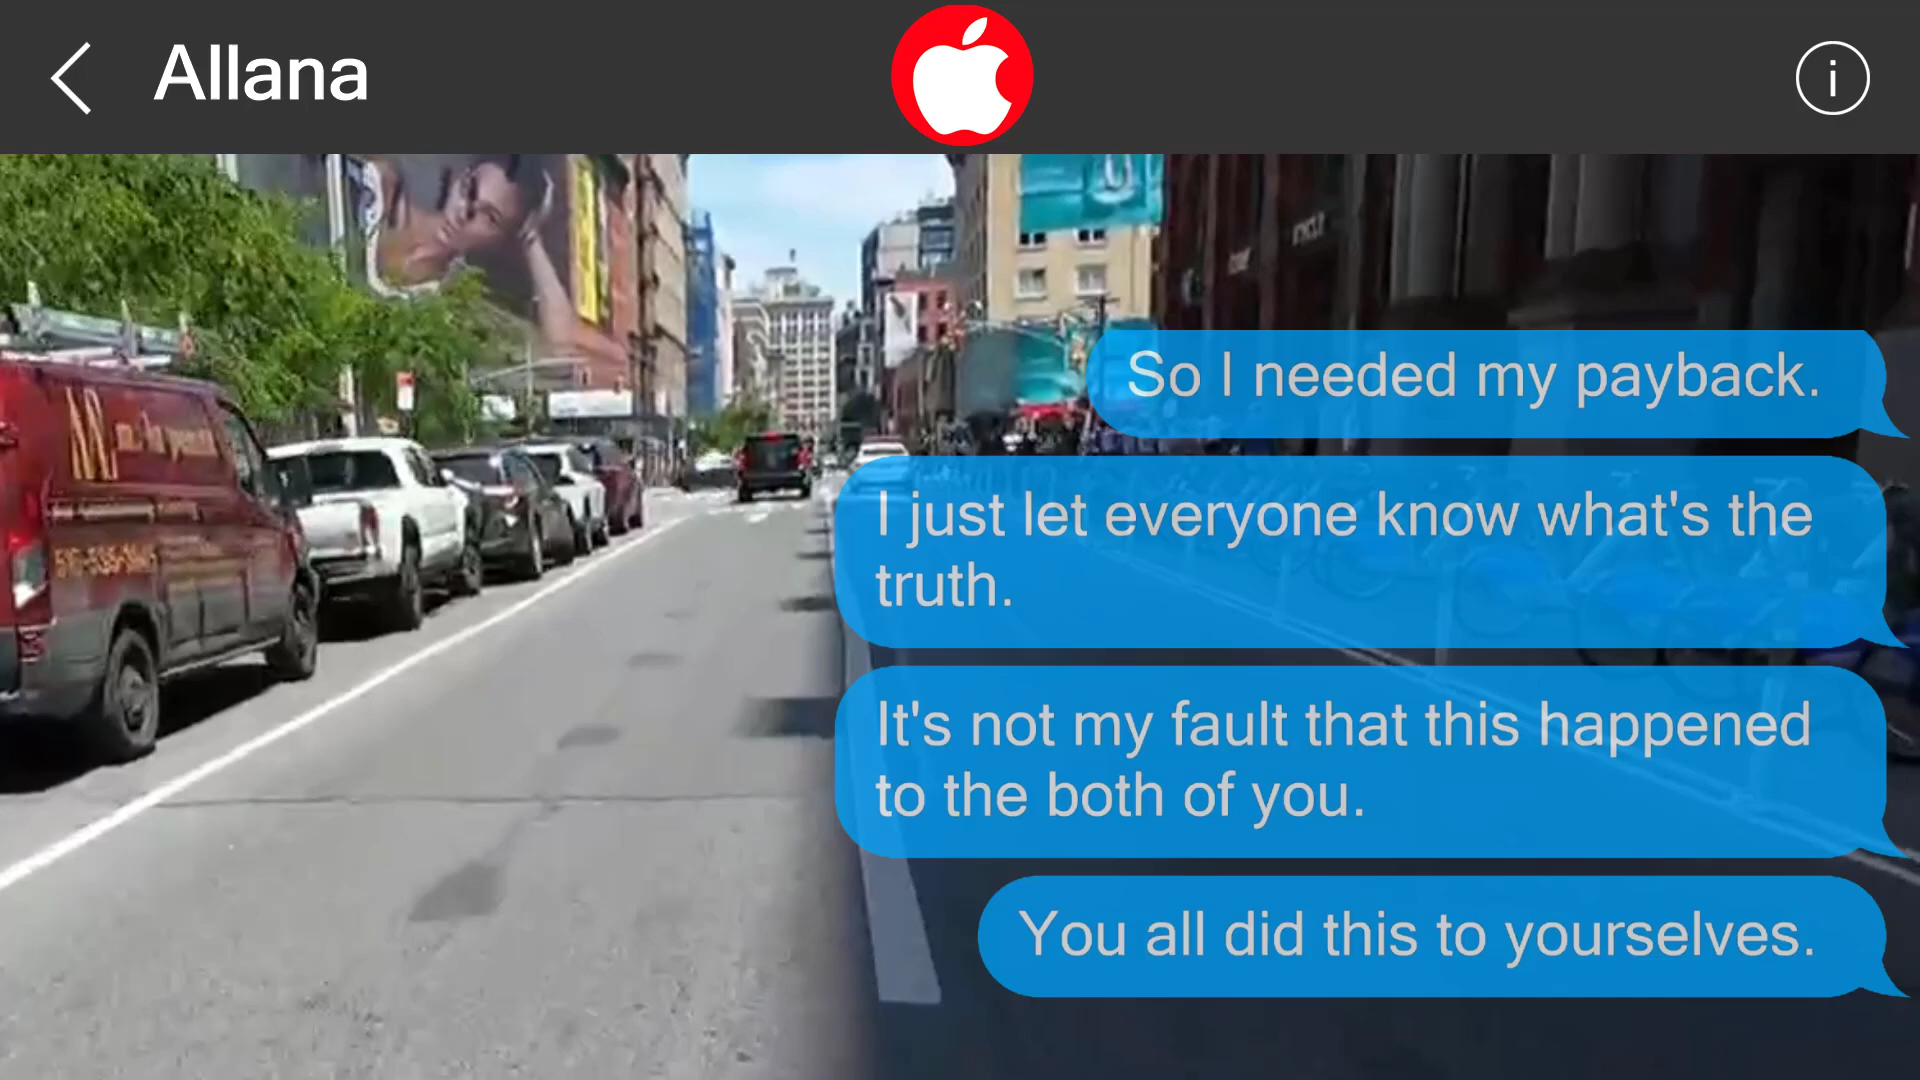 Allana
i
So I needed my payback.
I just let everyone know what's the
truth.
It's not my fault that this happened
to the both of you.
You all did this to yourselves.